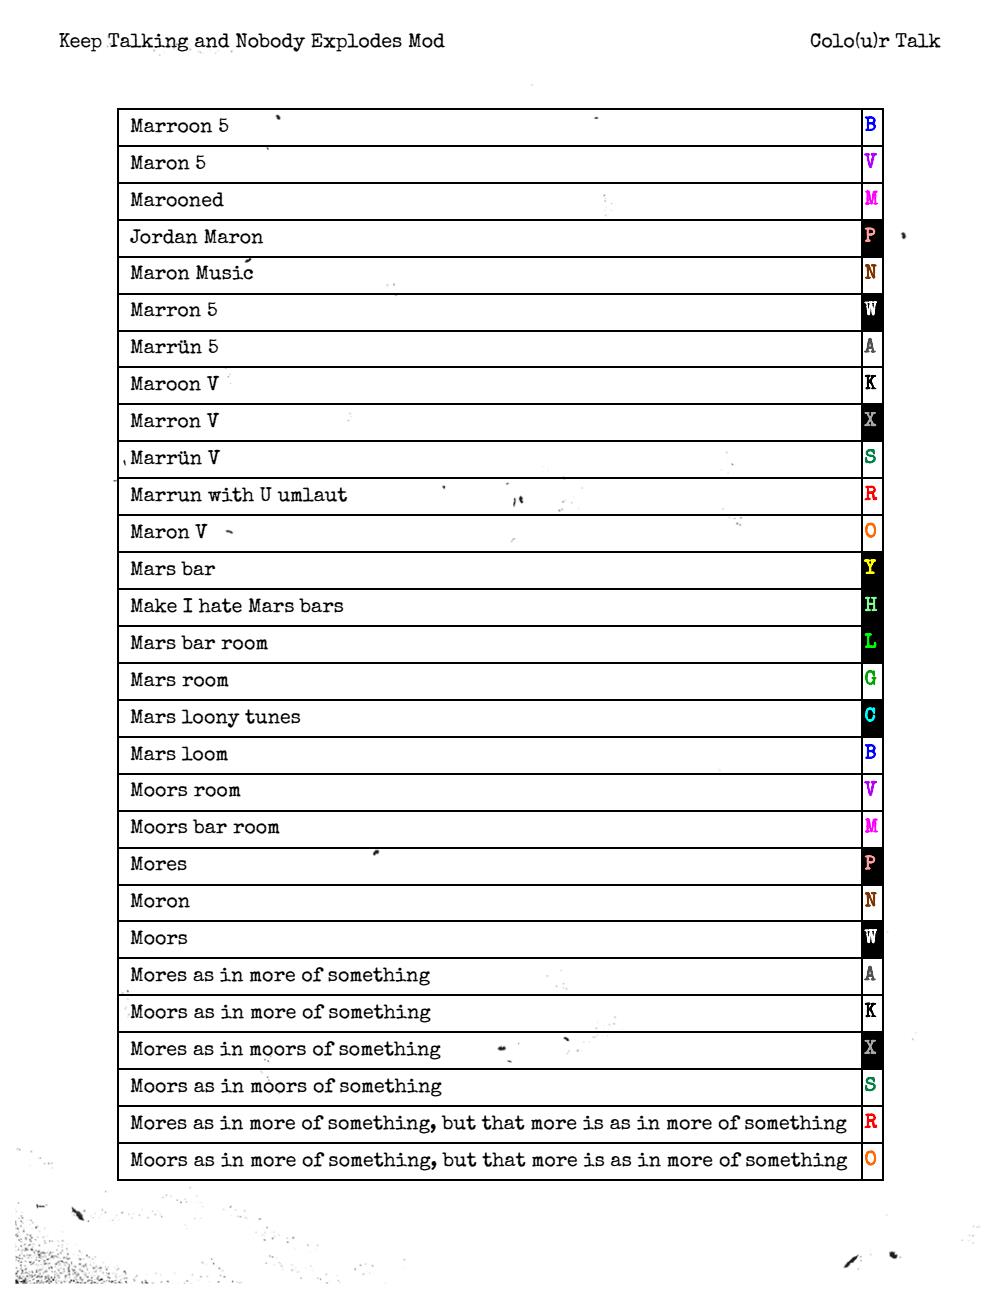 Keep Talking and Nobody Explodes Mod Colo(u)r Talk
Marroon 5 B
Maron 5 V
Marooned M
Jordan Maron P
Maron Music N
Marron 5 W
Marrün 5 A
Maroon V K
Marron V X
Marrün V S
Marrun with U umlaut R
Maron V O
Mars bar Y
Make I hate Mars bars H
Mars bar room L
Mars room G
Mars loony tunes C
Mars loom B
Moors room V
Moors bar room M
Mores P
Moron N
Moors W
Mores as in more of something A
Moors as in more of something K
Mores as in moors of something X
Moors as in moors of something S
Mores as in more of something, but that more is as in more of something R
Moors as in more of something, but that more is as in more of something O